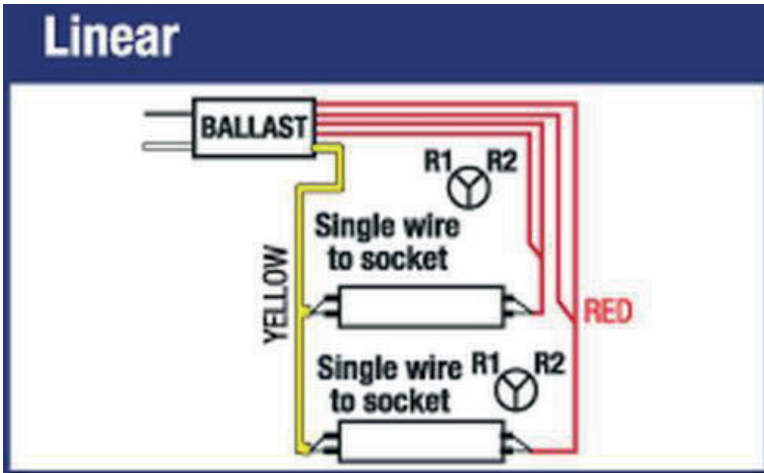 Linear
BALLAST
R1 R2
Single wire
to socket
YELLOW
RED
Single wire
to socket
R1 R2